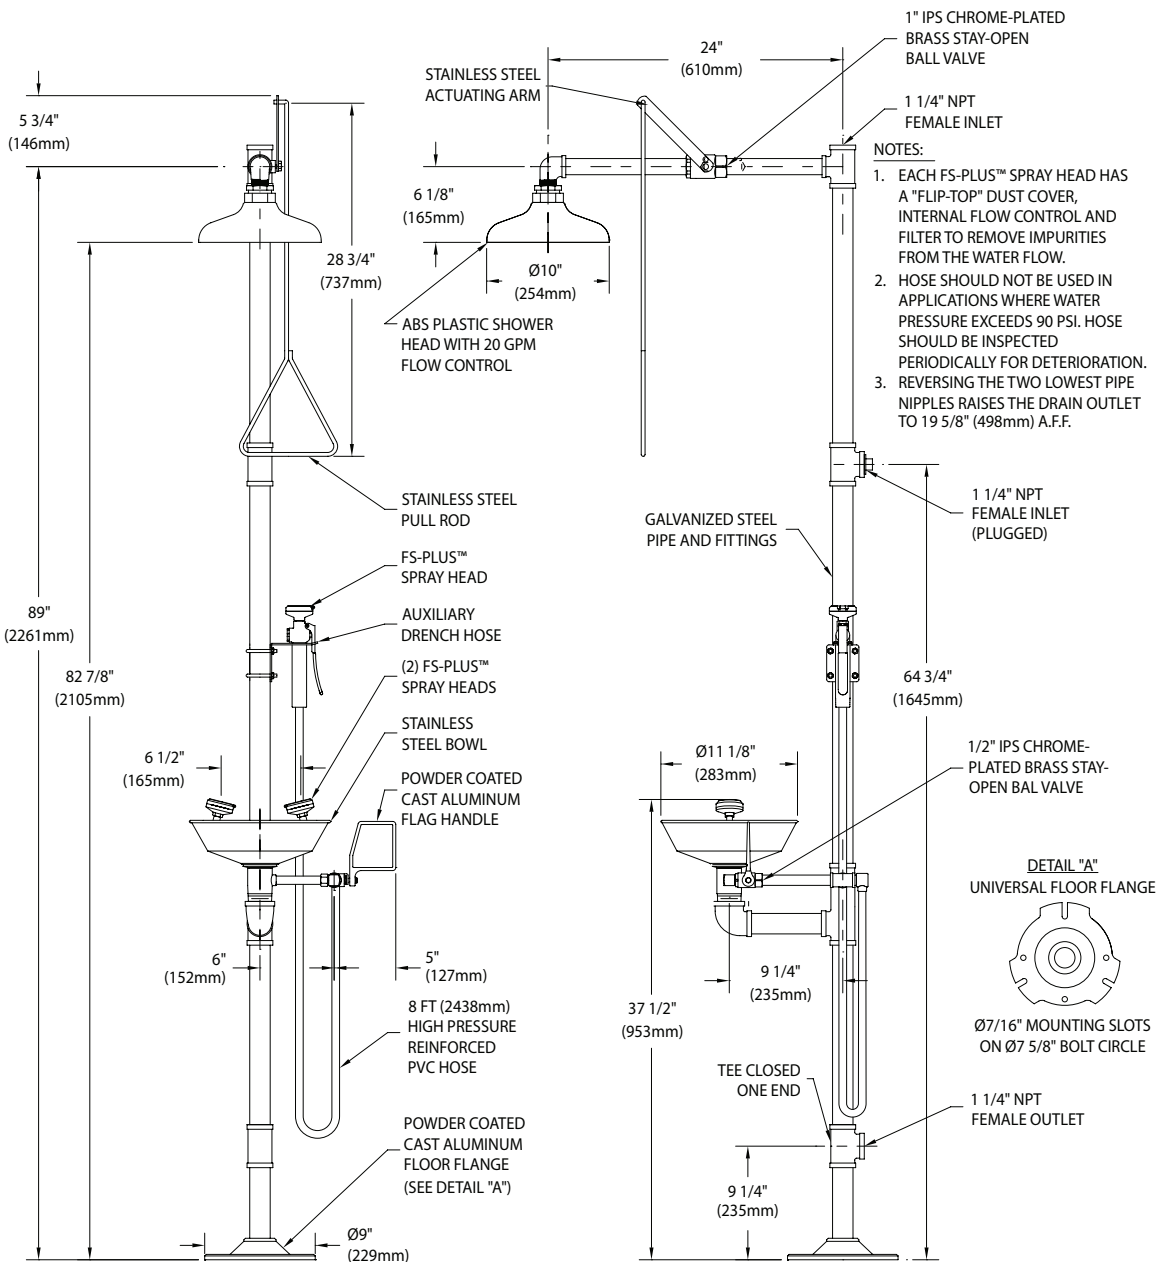 1" IPS CHROME-PLATED
BRASS STAY-OPEN
BALL VALVE
24"
(610mm)
STAINLESS STEEL
ACTUATING ARM
1 1/4" NPT
FEMALE INLET
5 3/4"
(146mm)
6 1/8"
(165mm)
28 3/4"
(737mm)
Ø10"
(254mm)
ABS PLASTIC SHOWER
HEAD WITH 20 GPM
FLOW CONTROL
NOTES:
1. EACH FS-PLUS™ SPRAY HEAD HAS
A "FLIP-TOP" DUST COVER,
INTERNAL FLOW CONTROL AND
FILTER TO REMOVE IMPURITIES
FROM THE WATER FLOW.
2. HOSE SHOULD NOT BE USED IN
APPLICATIONS WHERE WATER
PRESSURE EXCEEDS 90 PSI. HOSE
SHOULD BE INSPECTED
PERIODICALLY FOR DETERIORATION.
3. REVERSING THE TWO LOWEST PIPE
NIPPLES RAISES THE DRAIN OUTLET
TO 19 5/8" (498mm) A.F.F.
STAINLESS STEEL
PULL ROD
GALVANIZED STEEL
PIPE AND FITTINGS
1 1/4" NPT
FEMALE INLET
(PLUGGED)
FS-PLUS™
SPRAY HEAD
AUXILIARY
DRENCH HOSE
89"
(2261mm)
82 7/8"
(2105mm)
(2) FS-PLUS™
SPRAY HEADS
64 3/4"
(1645mm)
STAINLESS
STEEL BOWL
6 1/2"
(165mm)
Ø11 1/8"
(283mm)
1/2" IPS CHROME-
PLATED BRASS STAY-
OPEN BAL VALVE
POWDER COATED
CAST ALUMINUM
FLAG HANDLE
DETAIL "A"
UNIVERSAL FLOOR FLANGE
6"
(152mm)
5"
(127mm)
9 1/4"
(235mm)
37 1/2"
(953mm)
8 FT (2438mm)
HIGH PRESSURE
REINFORCED
PVC HOSE
Ø7/16" MOUNTING SLOTS
ON Ø7 5/8" BOLT CIRCLE
TEE CLOSED
ONE END
1 1/4" NPT
FEMALE OUTLET
POWDER COATED
CAST ALUMINUM
FLOOR FLANGE
(SEE DETAIL "A")
9 1/4"
(235mm)
Ø9"
(229mm)